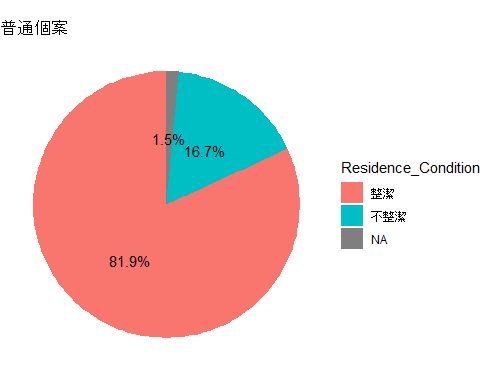 普通個案
1.5%
16.7%
81.9%
Residence_Condition
整潔
不整潔
NA